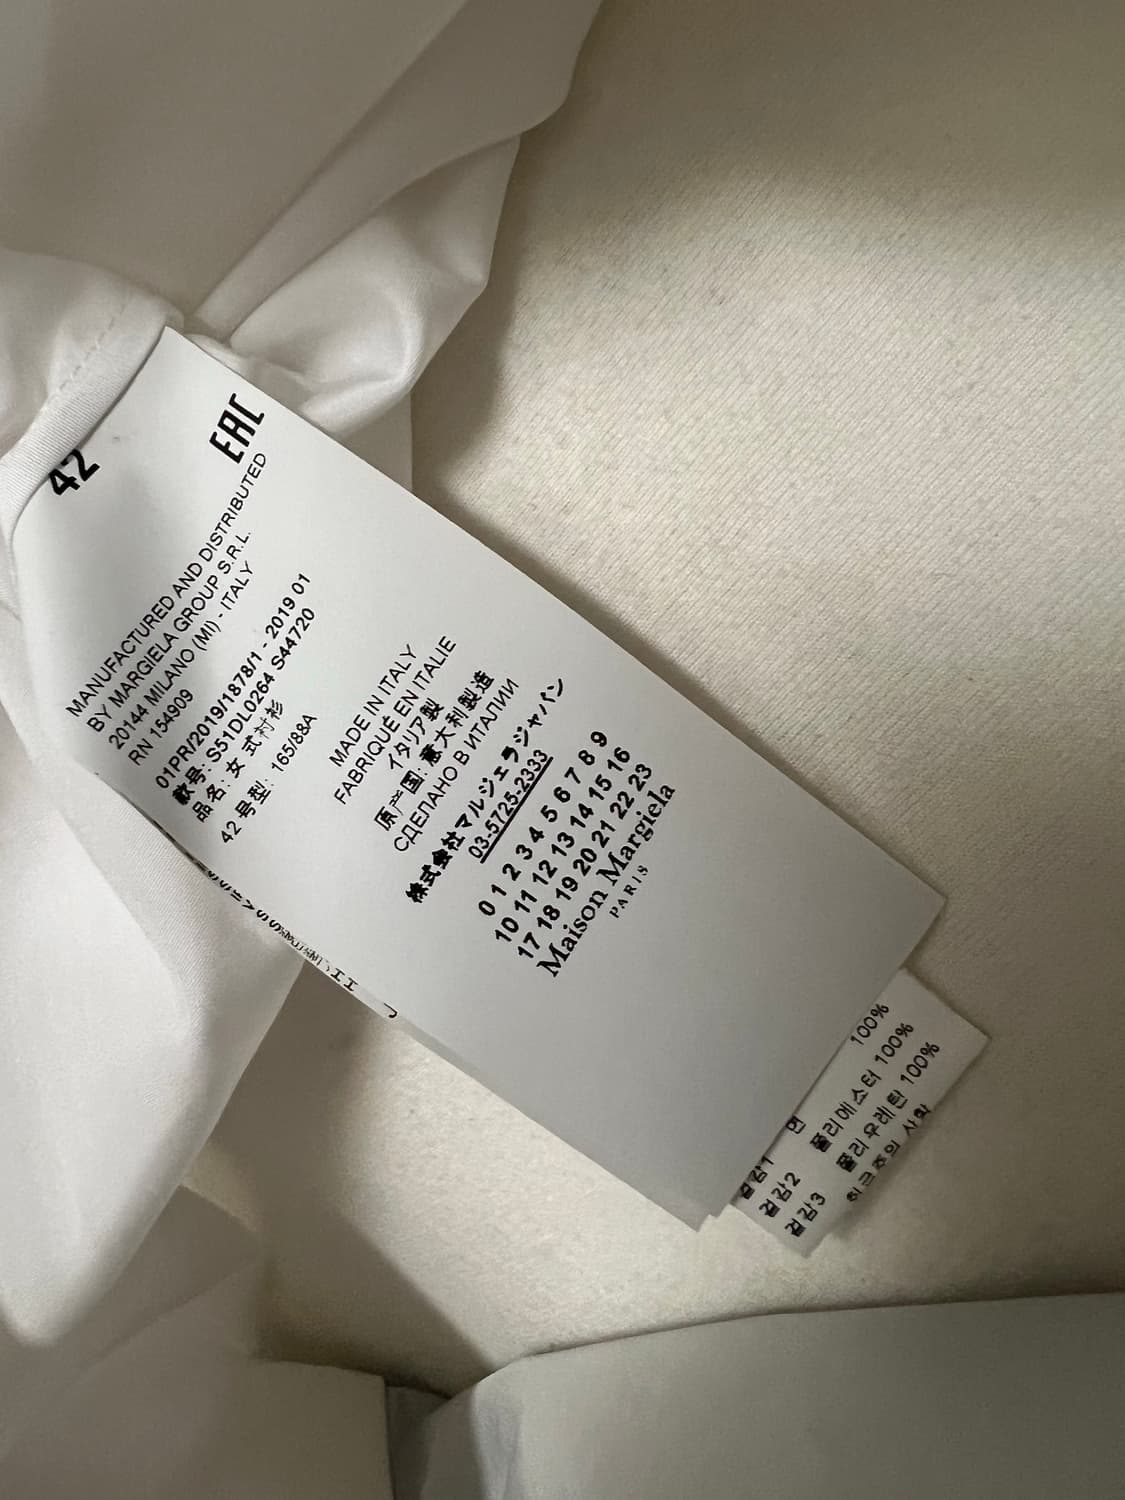 42
EAC
MANUFACTURED AND DISTRIBUTED
BY MARGIELA GROUP S.R.L.
20144 MILANO (MI) - ITALY
RN 154909
01PR/2019/1878/1 - 2019 01
款号: S51DL0264 S44720
品名: 女 式衬衫
42 号型: 165/88A
MADE IN ITALY
FABRIQUÉ EN ITALIE
イタリア製
原产国: 意大利製造
СДЕЛАНО В ИТАЛИИ
株式会社マルジェラジャパン
03-5725-2333
0 1 2 3 4 5 6 7 8 9
10 11 12 13 14 15 16
17 18 19 20 21 22 23
Maison Margiela
PARIS
겉감1 면 100%
겉감2 폴리에스터 100%
겉감3 폴리우레탄 100%